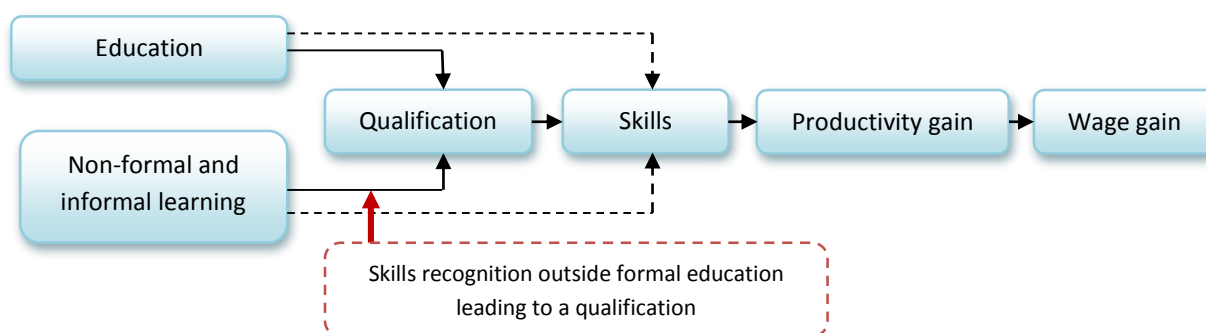 Education
Qualification
Skills
Productivity gain
Wage gain
Non-formal and
informal learning
Skills recognition outside formal education
leading to a qualification